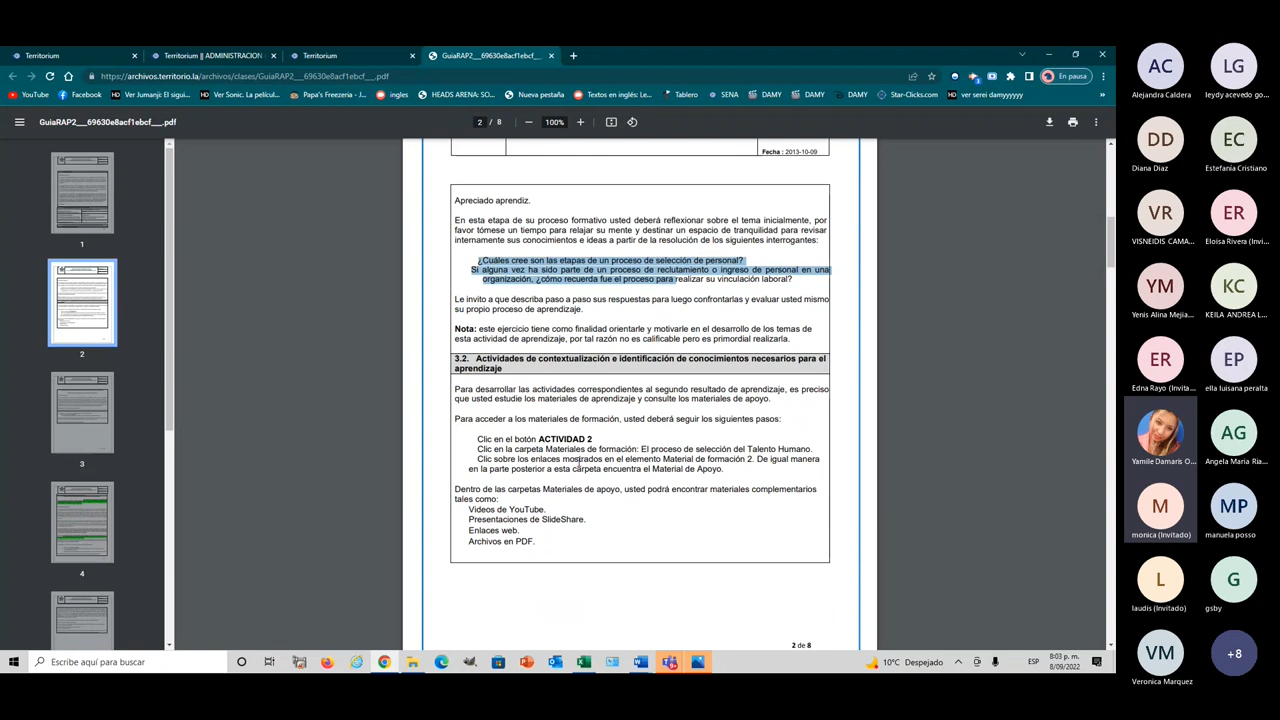 Territorium
Territorium || ADMINISTRACION
Territorium
GuiaRAP2__69630e8acf1ebcf__
https://archivos.territorio.la/archivos/clases/GuiaRAP2__69630e8acf1ebcf__.pdf
En pausa
YouTube
Facebook
Ver Jumanji: El sigui...
Ver Sonic. La películ...
Papa's Freezeria - J...
ingles
HEADS ARENA: SO...
Nueva pestaña
Textos en inglés: Le...
Tablero
SENA
DAMY
DAMY
DAMY
Star-Clicks.com
ver serei damyyyyyy
GuiaRAP2__69630e8acf1ebcf__.pdf
2 / 8
100%
1
2
3
4
Fecha : 2013-10-09
Apreciado aprendiz.
En esta etapa de su proceso formativo usted deberá reflexionar sobre el tema inicialmente, por
favor tómese un tiempo para relajar su mente y destinar un espacio de tranquilidad para revisar
internamente sus conocimientos e ideas a partir de la resolución de los siguientes interrogantes:
¿Cuáles cree son las etapas de un proceso de selección de personal?
Si alguna vez ha sido parte de un proceso de reclutamiento o ingreso de personal en una
organización, ¿cómo recuerda fue el proceso para realizar su vinculación laboral?
Le invito a que describa paso a paso sus respuestas para luego confrontarlas y evaluar usted mismo
su propio proceso de aprendizaje.
Nota: este ejercicio tiene como finalidad orientarle y motivarle en el desarrollo de los temas de
esta actividad de aprendizaje, por tal razón no es calificable pero es primordial realizarla.
3.2. Actividades de contextualización e identificación de conocimientos necesarios para el
aprendizaje
Para desarrollar las actividades correspondientes al segundo resultado de aprendizaje, es preciso
que usted estudie los materiales de aprendizaje y consulte los materiales de apoyo.
Para acceder a los materiales de formación, usted deberá seguir los siguientes pasos:
Clic en el botón ACTIVIDAD 2
Clic en la carpeta Materiales de formación: El proceso de selección del Talento Humano.
Clic sobre los enlaces mostrados en el elemento Material de formación 2. De igual manera
en la parte posterior a esta carpeta encuentra el Material de Apoyo.
Dentro de las carpetas Materiales de apoyo, usted podrá encontrar materiales complementarios
tales como:
Videos de YouTube.
Presentaciones de SlideShare.
Enlaces web.
Archivos en PDF.
2 de 8
Escribe aquí para buscar
10°C Despejado
ESP
8:03 p. m.
8/09/2022
AC
Alejandra Caldera
LG
leydy acevedo gon
DD
Diana Diaz
EC
Estefanía Cristiano
VR
VISNEIDIS CAMA...
ER
Eloisa Rivera (Invi...
YM
Yenis Alina Mejia...
KC
KEILA ANDREA L...
ER
Edna Rayo (Invita...
EP
ella luisana peralta
Yamile Damaris O...
AG
Angela Maria Ria...
M
monica (Invitado)
MP
manuela posso
L
laudis (Invitado)
G
gsby
VM
Veronica Marquez
+8